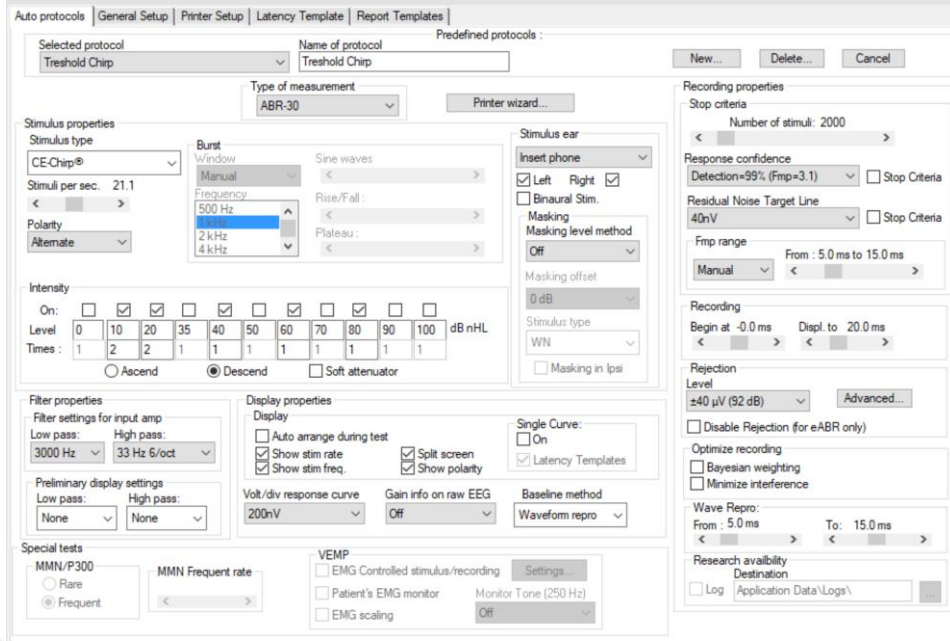 Auto protocols General Setup Printer Setup Latency Template Report Templates
Predefined protocols :
Selected protocol
Treshold Chirp
Name of protocol
Treshold Chirp
New... Delete... Cancel
Type of measurement
ABR-30
Printer wizard...
Stimulus properties
Stimulus type
CE-Chirp®
Stimuli per sec. 21.1
Polarity
Alternate
Burst
Window
Manual
Frequency
500 Hz
1 kHz
2 kHz
4 kHz
Sine waves
Rise/Fall :
Plateau :
Stimulus ear
Insert phone
Left Right
Binaural Stim.
Masking
Masking level method
Off
Masking offset
0 dB
Stimulus type
WN
Masking in Ipsi
Intensity
On:
Level 0 10 20 35 40 50 60 70 80 90 100 dB nHL
Times : 1 2 2 1 1 1 1 1 1 1 1
Ascend Descend Soft attenuator
Filter properties
Filter settings for input amp
Low pass: High pass:
3000 Hz 33 Hz 6/oct
Preliminary display settings
Low pass: High pass:
None None
Display properties
Display
Auto arrange during test
Show stim rate Split screen
Show stim freq. Show polarity
Single Curve:
On
Latency Templates
Volt/div response curve Gain info on raw EEG Baseline method
200nV Off Waveform repro
Special tests
MMN/P300
Rare
Frequent
MMN Frequent rate
VEMP
EMG Controlled stimulus/recording Settings...
Patient's EMG monitor Monitor Tone (250 Hz)
EMG scaling Off
Recording properties
Stop criteria
Number of stimuli: 2000
Response confidence
Detection=99% (Fmp=3.1) Stop Criteria
Residual Noise Target Line
40nV Stop Criteria
Fmp range
Manual From : 5.0 ms to 15.0 ms
Recording
Begin at -0.0 ms Displ. to 20.0 ms
Rejection
Level
±40 µV (92 dB) Advanced...
Disable Rejection (for eABR only)
Optimize recording
Bayesian weighting
Minimize interference
Wave Repro:
From : 5.0 ms To: 15.0 ms
Research availbility
Destination
Log Application Data\Logs\ ...